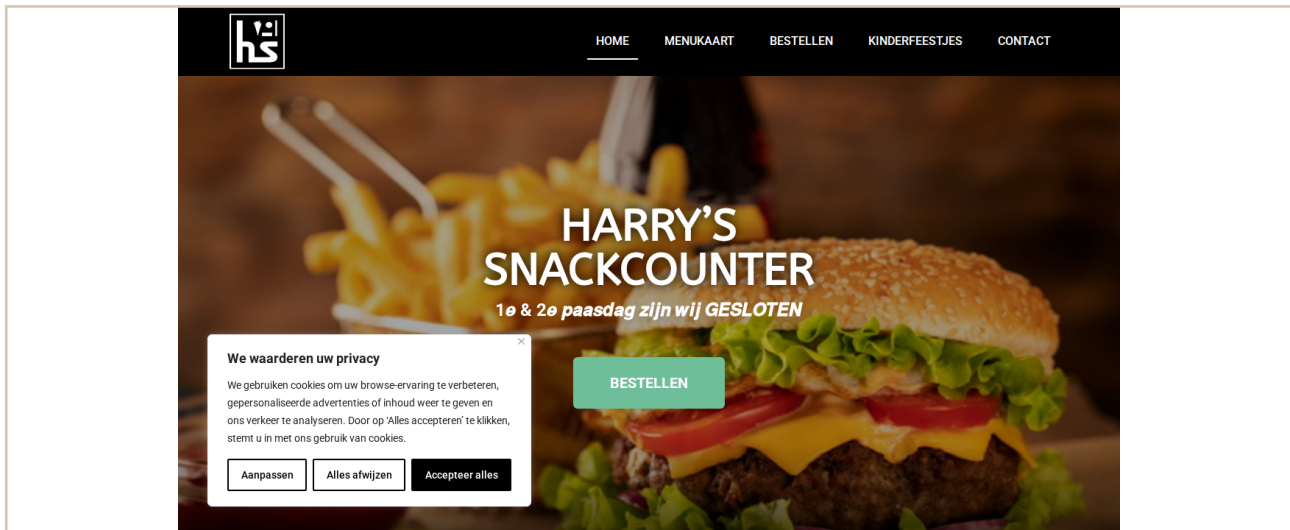 hs
HOME MENUKAART BESTELLEN KINDERFEESTJES CONTACT
HARRY’S
SNACKCOUNTER
1e & 2e paasdag zijn wij GESLOTEN
BESTELLEN
We waarderen uw privacy
We gebruiken cookies om uw browse-ervaring te verbeteren,
gepersonaliseerde advertenties of inhoud weer te geven en
ons verkeer te analyseren. Door op ‘Alles accepteren’ te klikken,
stemt u in met ons gebruik van cookies.
Aanpassen Alles afwijzen Accepteer alles